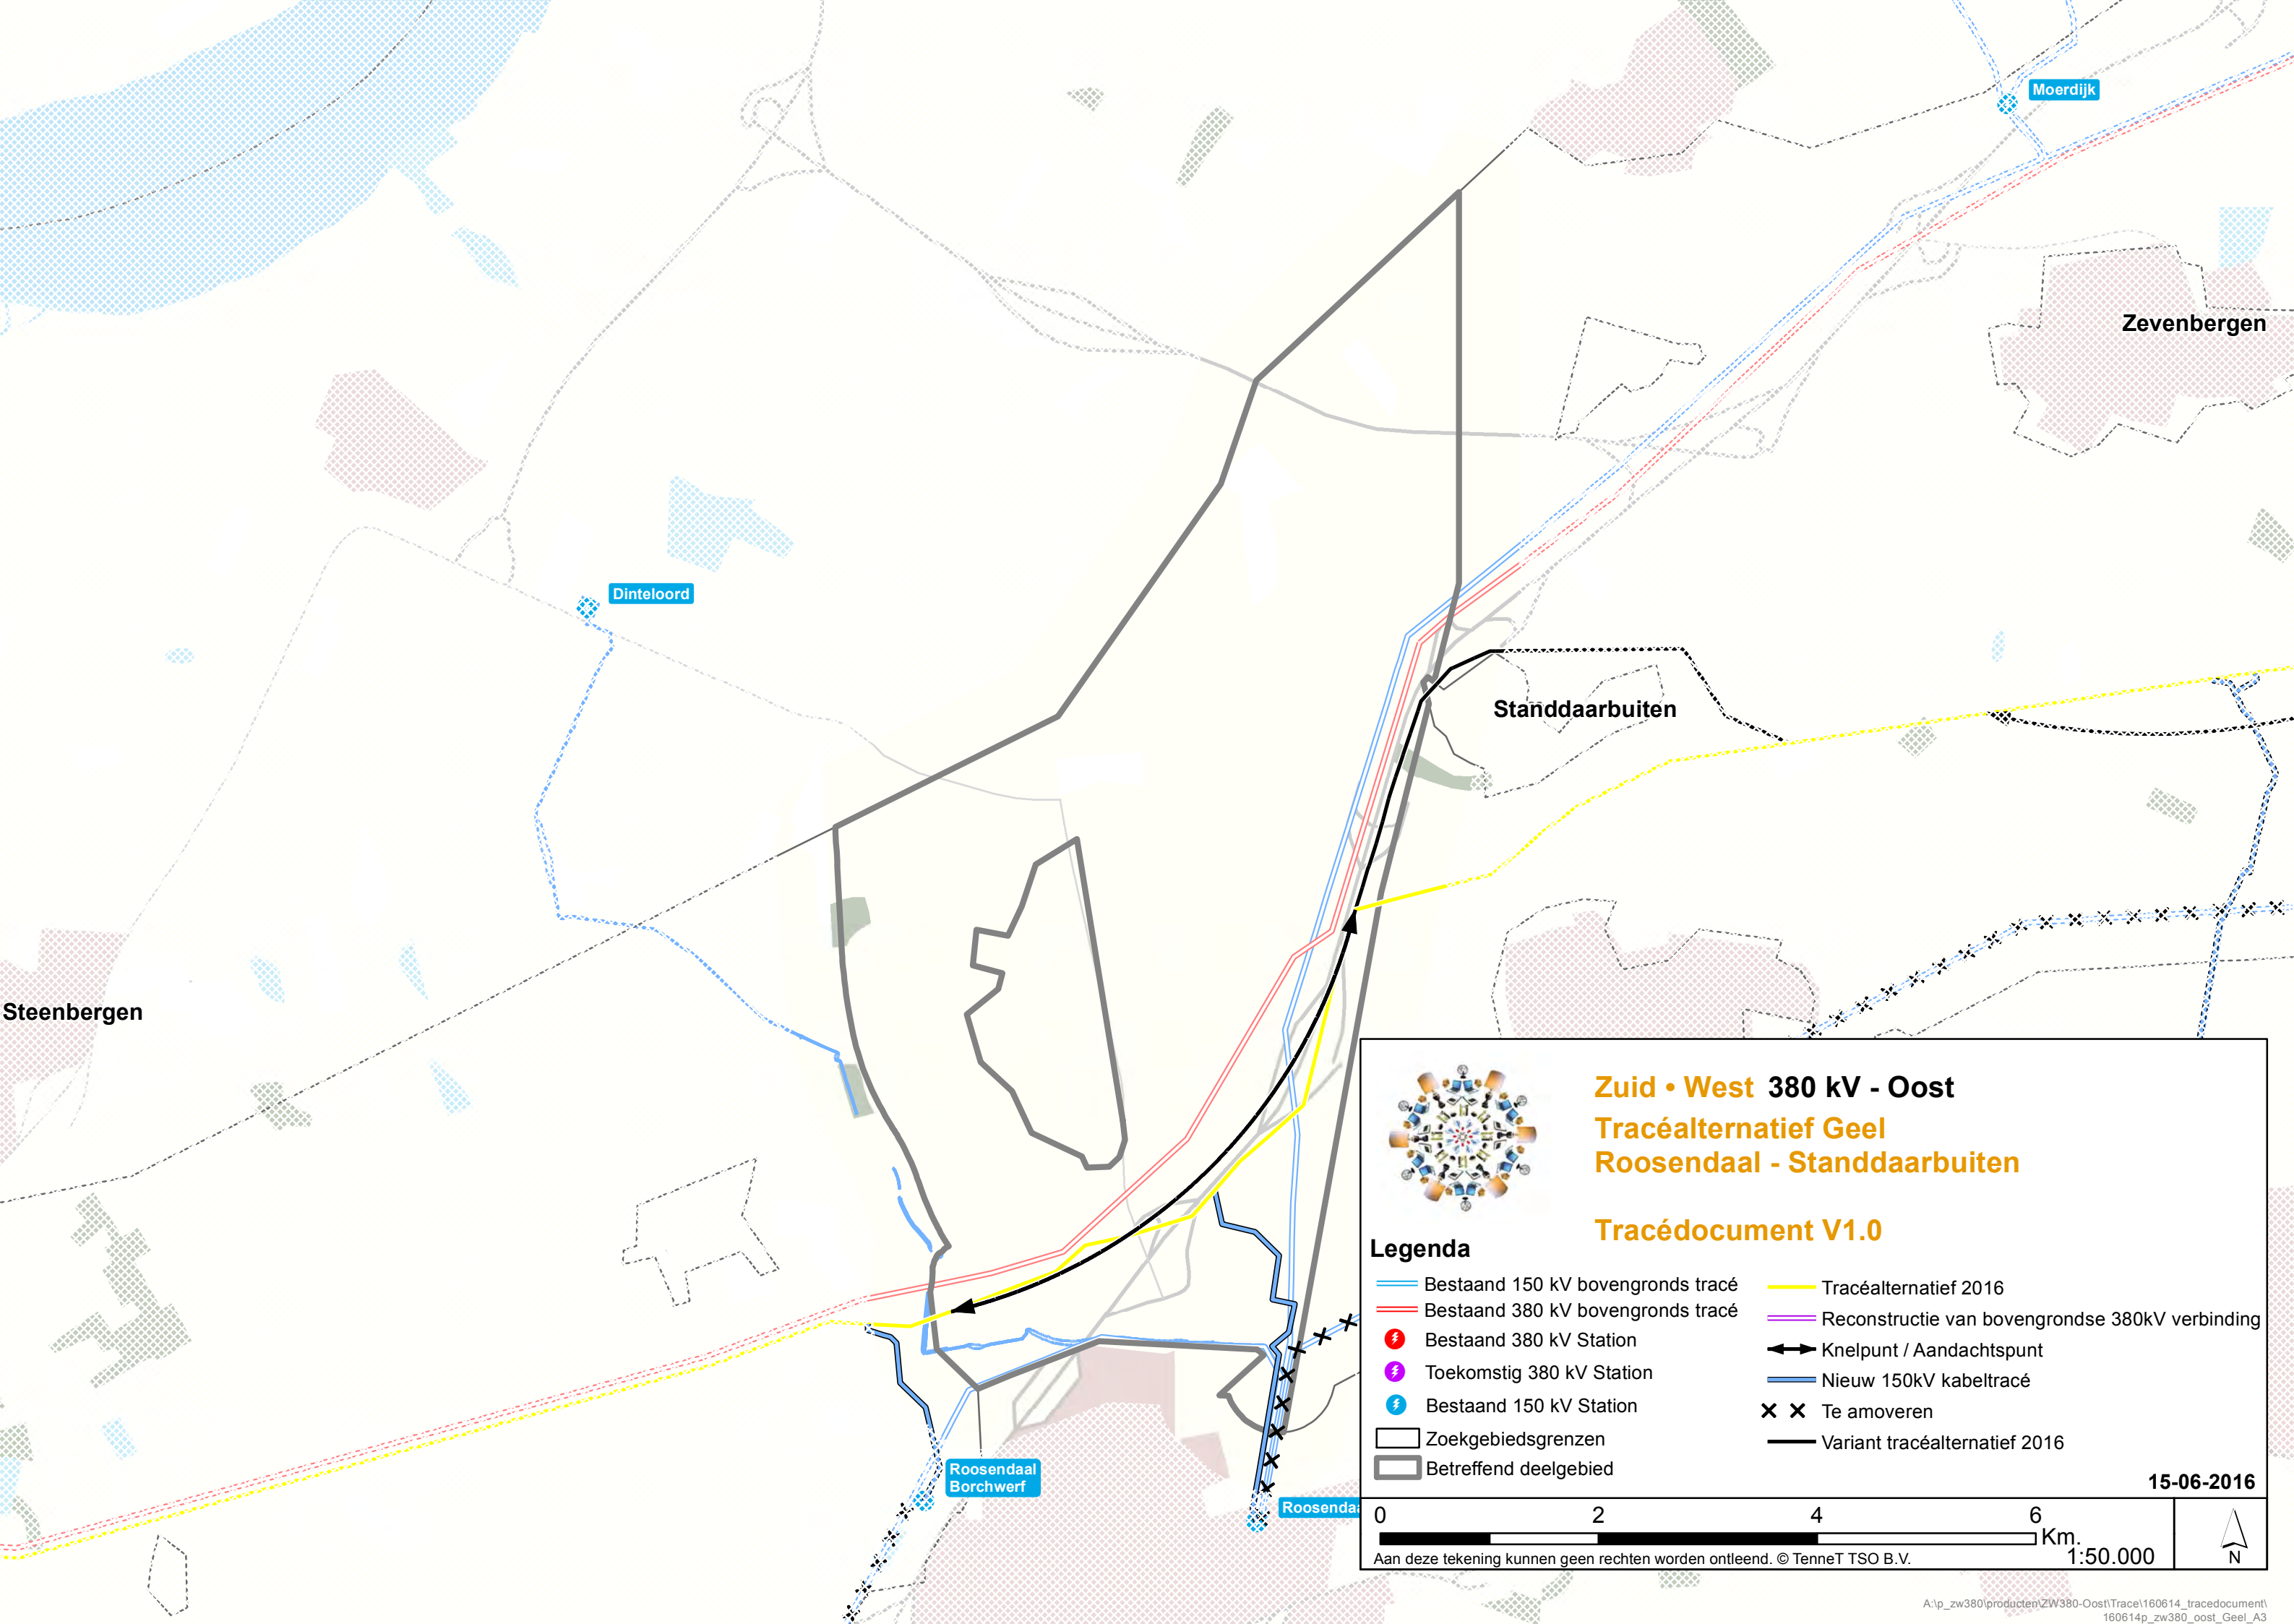 Moerdijk
Zevenbergen
Dinteloord
Standdaarbuiten
Steenbergen
Roosendaal
Borchwerf
Roosendaa
Zuid • West 380 kV - Oost
Tracéalternatief Geel
Roosendaal - Standdaarbuiten
Tracédocument V1.0
Legenda
Bestaand 150 kV bovengronds tracé
Bestaand 380 kV bovengronds tracé
Bestaand 380 kV Station
Toekomstig 380 kV Station
Bestaand 150 kV Station
Zoekgebiedsgrenzen
Betreffend deelgebied
Tracéalternatief 2016
Reconstructie van bovengrondse 380kV verbinding
Knelpunt / Aandachtspunt
Nieuw 150kV kabeltracé
Te amoveren
Variant tracéalternatief 2016
15-06-2016
0 2 4 6
Km.
Aan deze tekening kunnen geen rechten worden ontleend. © TenneT TSO B.V.
1:50.000
N
A:\p_zw380\producten\ZW380-Oost\Trace\160614_tracedocument\
160614p_zw380_oost_Geel_A3